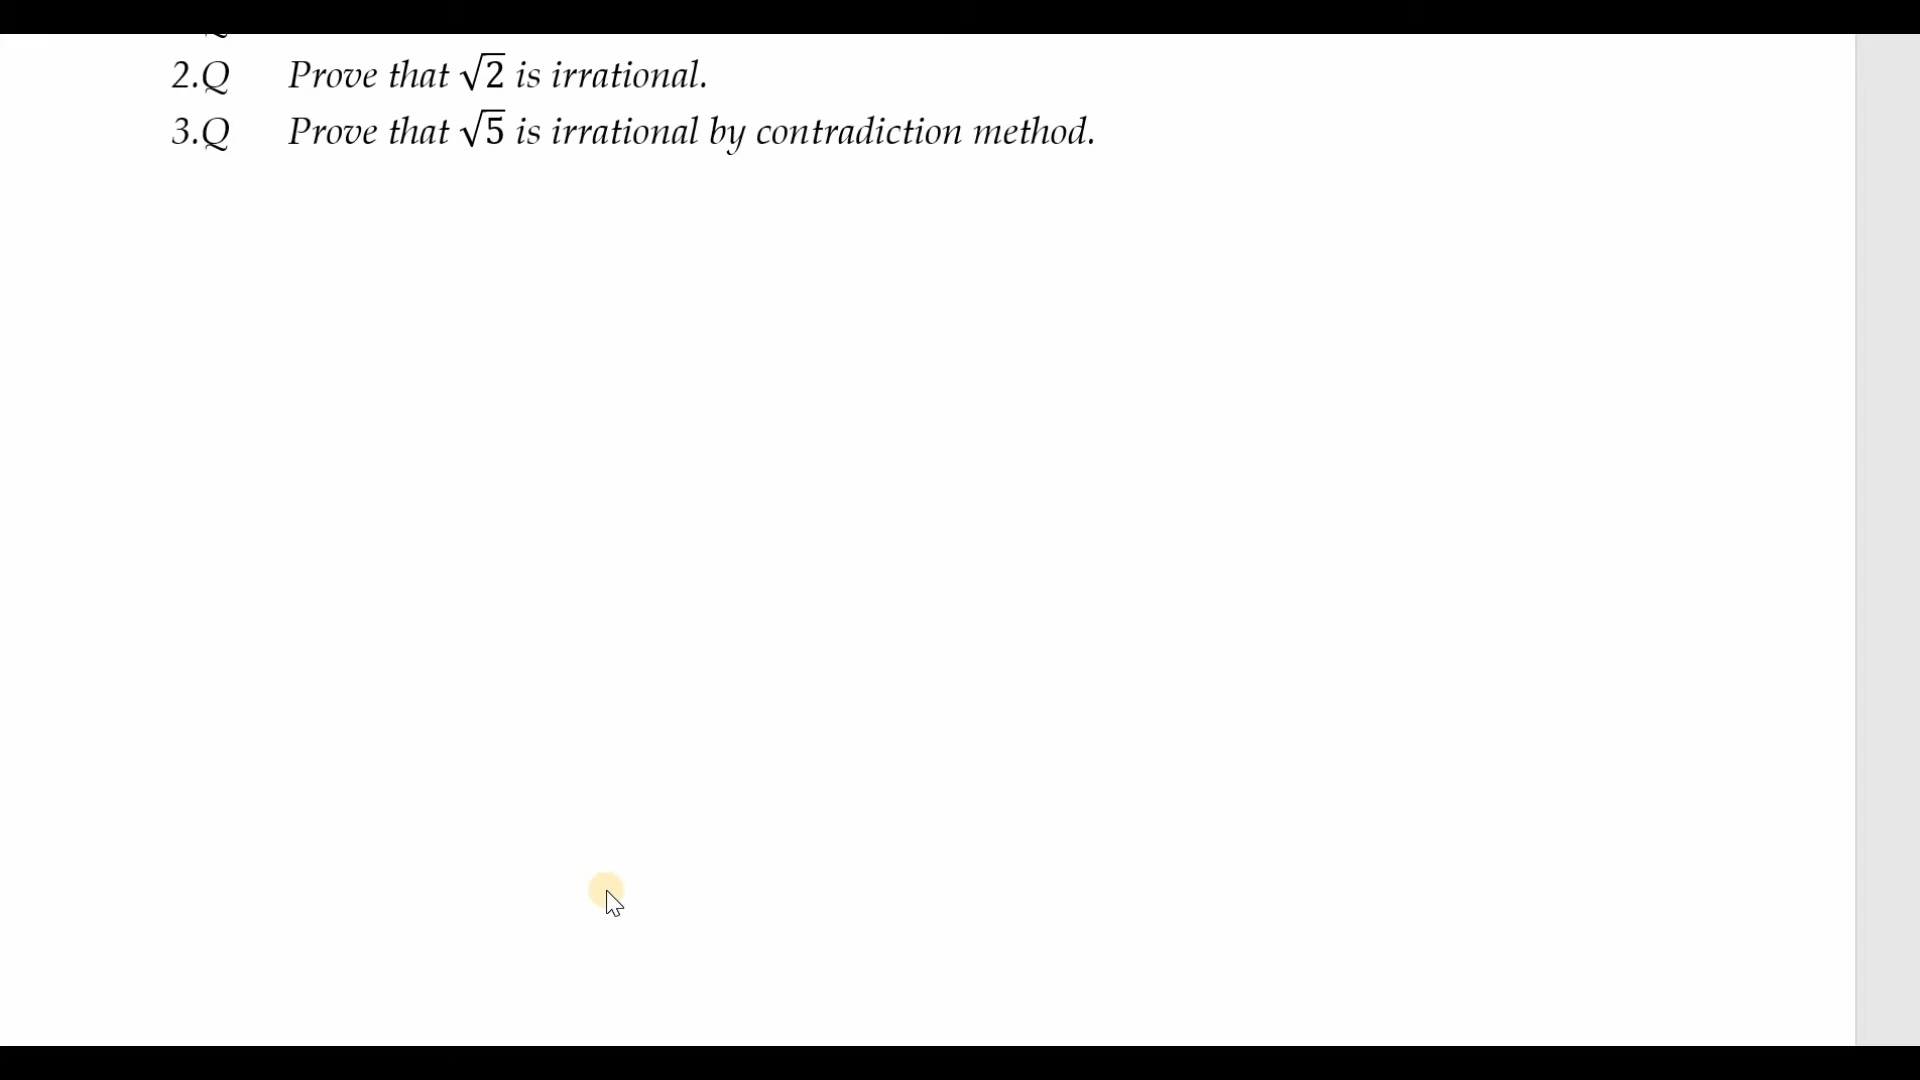 2.Q Prove that √2 is irrational.
3.Q Prove that √5 is irrational by contradiction method.